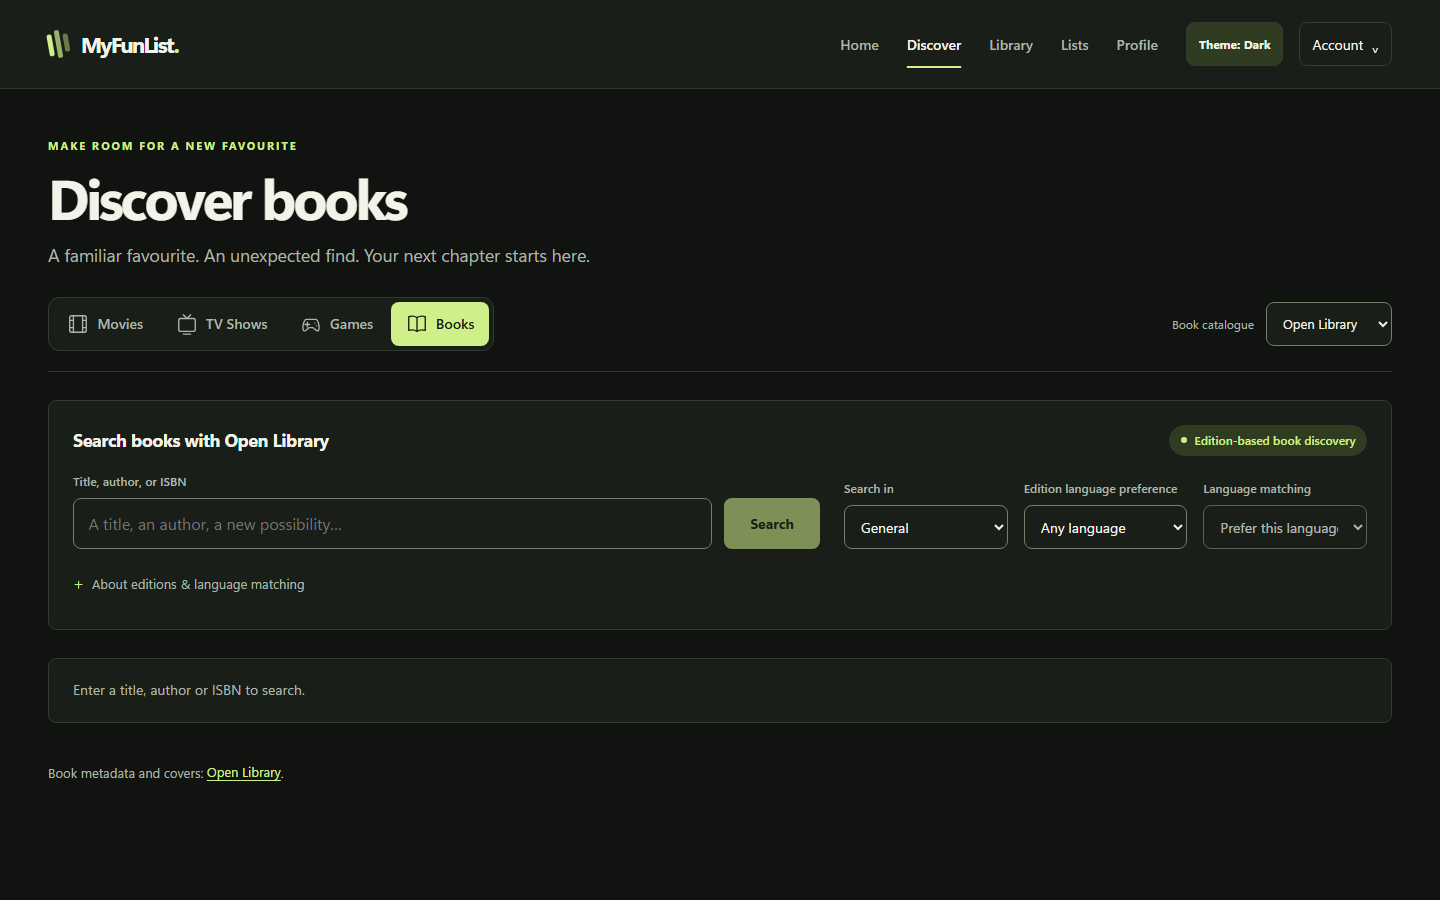 MyFunList.
Home Discover Library Lists Profile Theme: Dark Account
MAKE ROOM FOR A NEW FAVOURITE
Discover books
A familiar favourite. An unexpected find. Your next chapter starts here.
Movies TV Shows Games Books
Book catalogue Open Library
Search books with Open Library
Edition-based book discovery
Title, author, or ISBN
Search in Edition language preference Language matching
A title, an author, a new possibility...
Search
General Any language Prefer this language
+ About editions & language matching
Enter a title, author or ISBN to search.
Book metadata and covers: Open Library.